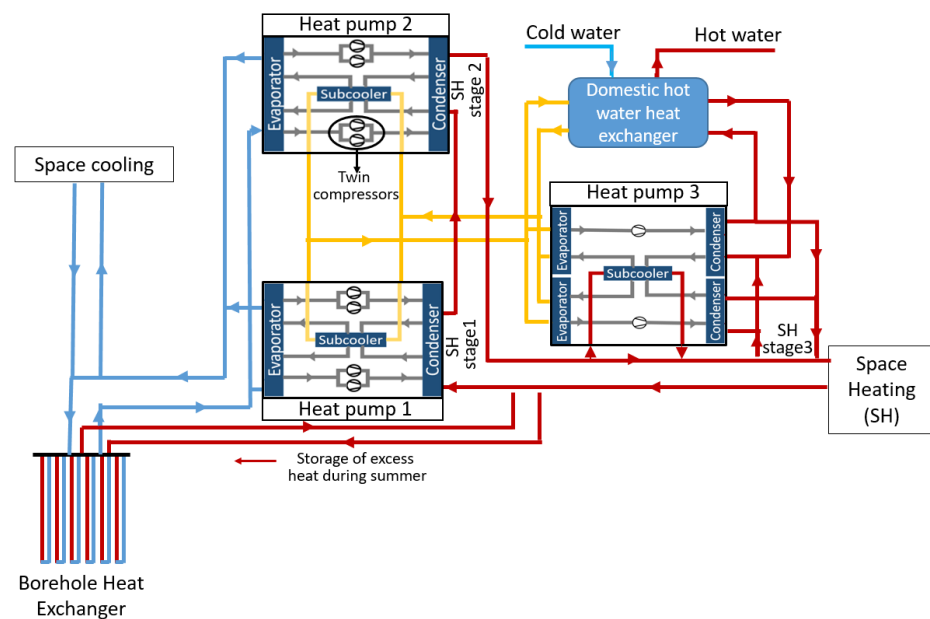 Heat pump 2
Evaporator
Subcooler
Condenser
SH
stage 2
Twin
compressors
Cold water
Hot water
Domestic hot
water heat
exchanger
Space cooling
Heat pump 3
Evaporator
Condenser
Subcooler
Evaporator
Condenser
SH
stage3
Evaporator
Subcooler
Condenser
SH
stage1
Heat pump 1
Space
Heating
(SH)
Storage of excess
heat during summer
Borehole Heat
Exchanger